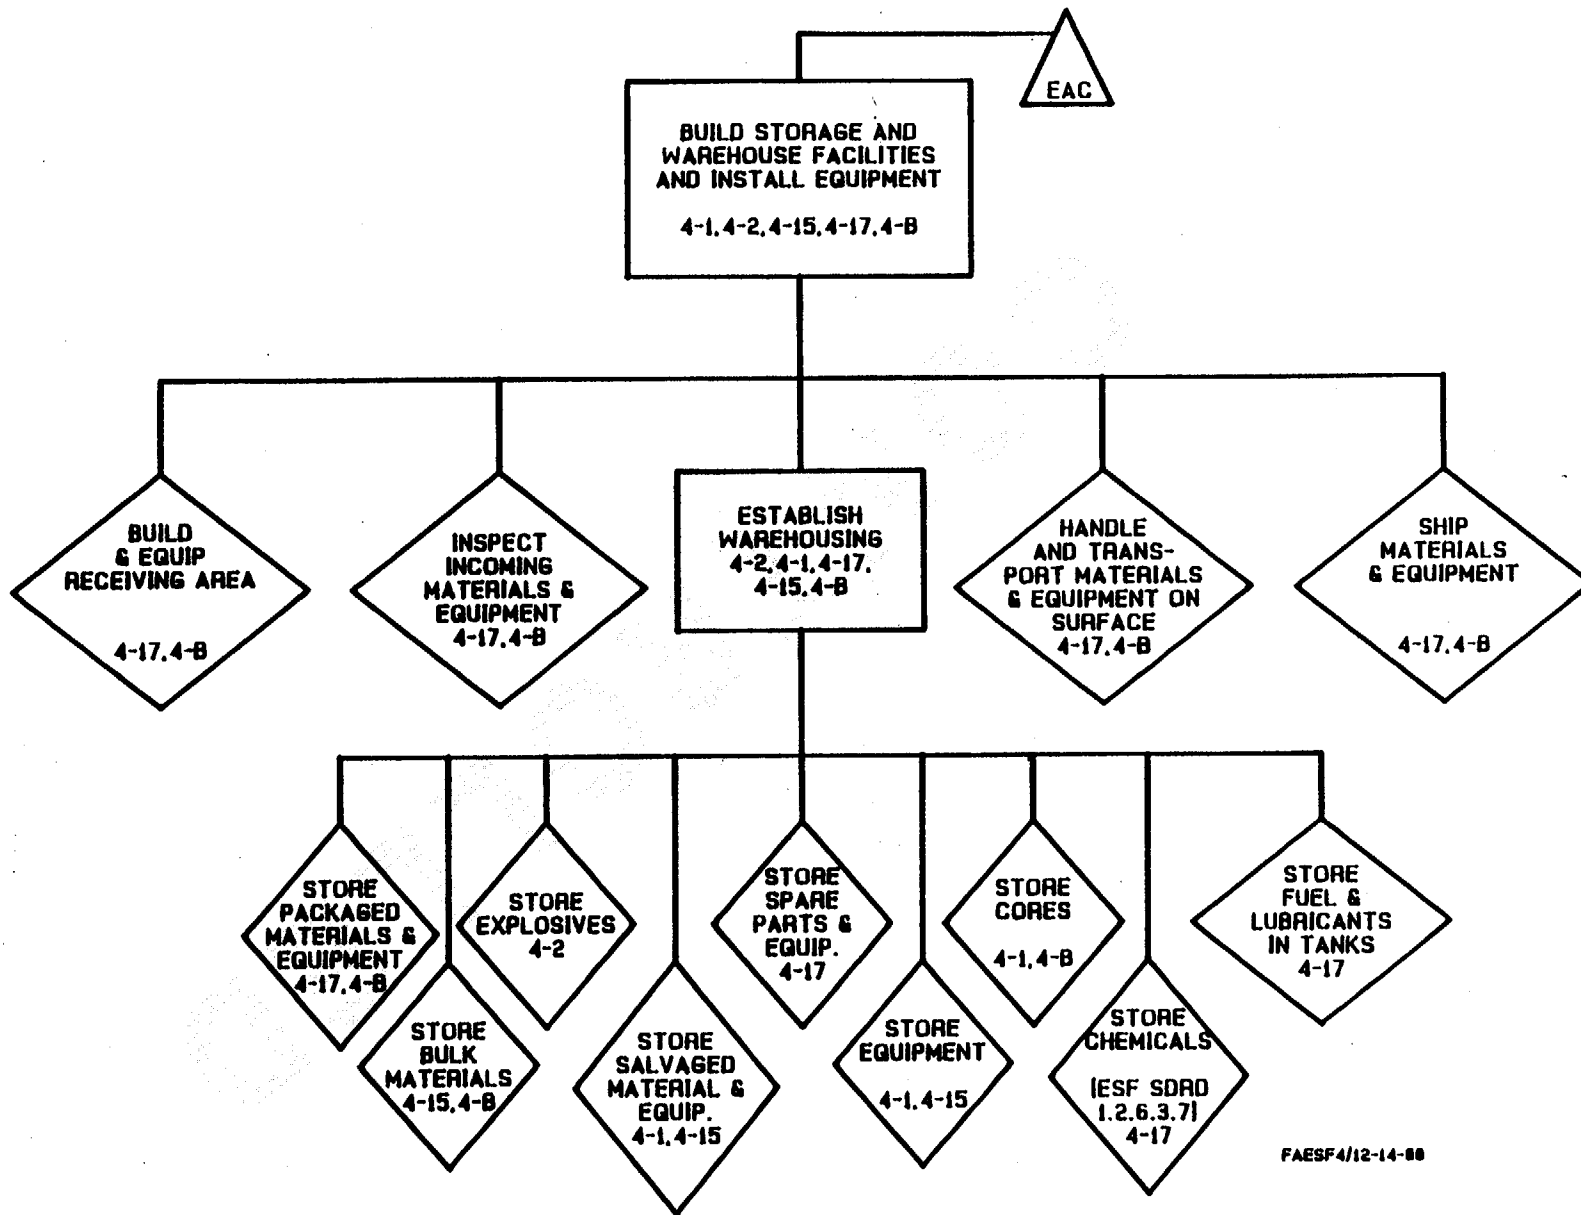 EAC
BUILD STORAGE AND
WAREHOUSE FACILITIES
AND INSTALL EQUIPMENT
4-1,4-2,4-15,4-17,4-B
BUILD
& EQUIP
RECEIVING AREA
4-17,4-B
INSPECT
INCOMING
MATERIALS &
EQUIPMENT
4-17,4-B
ESTABLISH
WAREHOUSING
4-2,4-1,4-17,
4-15,4-B
HANDLE
AND TRANS-
PORT MATERIALS
& EQUIPMENT ON
SURFACE
4-17,4-B
SHIP
MATERIALS
& EQUIPMENT
4-17,4-B
STORE
PACKAGED
MATERIALS &
EQUIPMENT
4-17,4-B
STORE
BULK
MATERIALS
4-15,4-B
STORE
EXPLOSIVES
4-2
STORE
SALVAGED
MATERIAL &
EQUIP.
4-1,4-15
STORE
SPARE
PARTS &
EQUIP.
4-17
STORE
EQUIPMENT
4-1,4-15
STORE
CORES
4-1,4-B
STORE
CHEMICALS
[ESF SDRD
1.2.6.3.7]
4-17
STORE
FUEL &
LUBRICANTS
IN TANKS
4-17
FAESF4/12-14-88